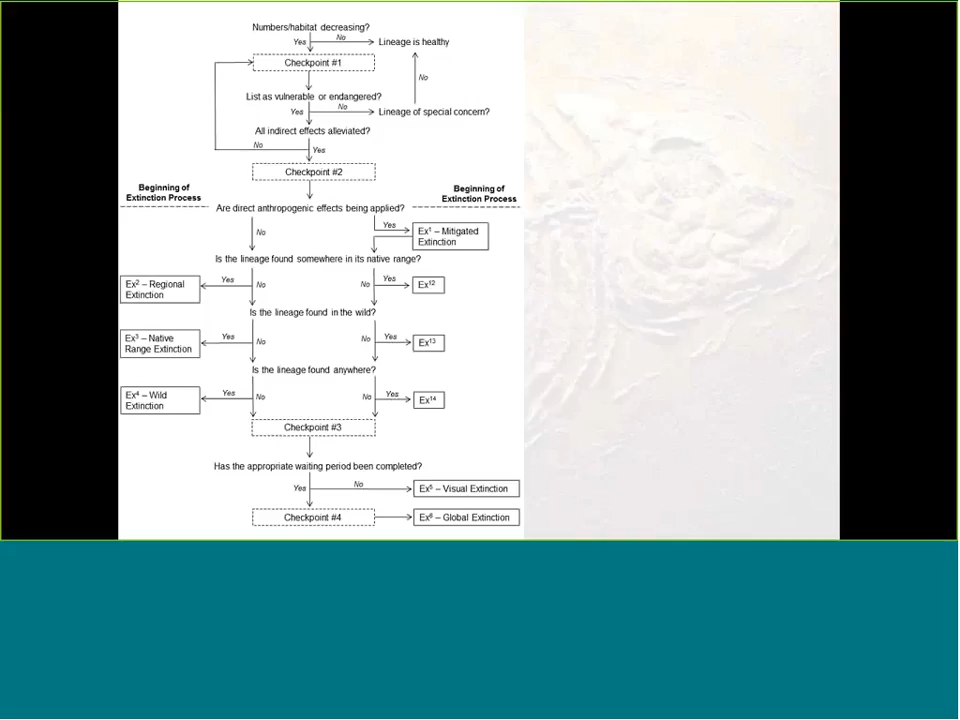 Numbers/habitat decreasing?
Yes
No
Lineage is healthy
Checkpoint #1
No
List as vulnerable or endangered?
Yes
No
Lineage of special concern?
All indirect effects alleviated?
No
Yes
Checkpoint #2
Beginning of
Extinction Process
Beginning of
Extinction Process
Are direct anthropogenic effects being applied?
No
Yes
Ex¹ – Mitigated
Extinction
Is the lineage found somewhere in its native range?
Ex² – Regional
Extinction
Yes
No
No
Yes
Ex¹²
Is the lineage found in the wild?
Ex³ – Native
Range Extinction
Yes
No
No
Yes
Ex¹³
Is the lineage found anywhere?
Ex⁴ – Wild
Extinction
Yes
No
No
Yes
Ex¹⁴
Checkpoint #3
Has the appropriate waiting period been completed?
Yes
No
Ex⁵ – Visual Extinction
Checkpoint #4
Ex⁶ – Global Extinction